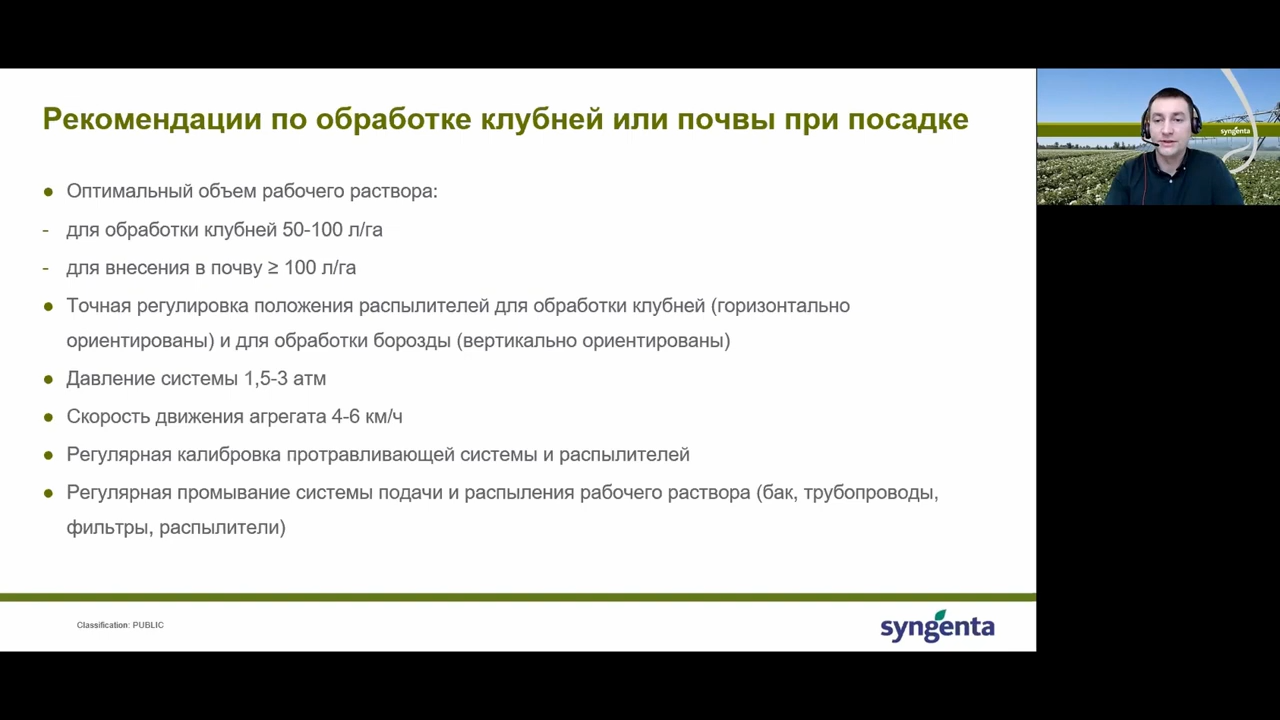 Рекомендации по обработке клубней или почвы при посадке
● Оптимальный объем рабочего раствора:
- для обработки клубней 50-100 л/га
- для внесения в почву ≥ 100 л/га
● Точная регулировка положения распылителей для обработки клубней (горизонтально
ориентированы) и для обработки борозды (вертикально ориентированы)
● Давление системы 1,5-3 атм
● Скорость движения агрегата 4-6 км/ч
● Регулярная калибровка протравливающей системы и распылителей
● Регулярная промывание системы подачи и распыления рабочего раствора (бак, трубопроводы,
фильтры, распылители)
Classification: PUBLIC
syngenta
syngenta